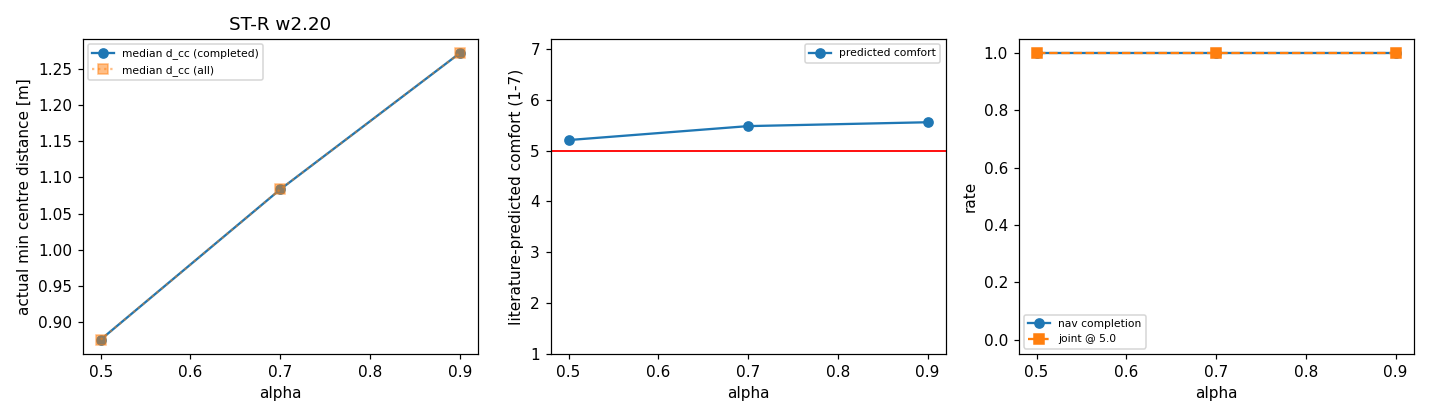 ST-R w2.20
median d_cc (completed)
median d_cc (all)
actual min centre distance [m]
1.25
1.20
1.15
1.10
1.05
1.00
0.95
0.90
0.5 0.6 0.7 0.8 0.9
alpha
predicted comfort
literature-predicted comfort (1-7)
7
6
5
4
3
2
1
0.5 0.6 0.7 0.8 0.9
alpha
rate
1.0
0.8
0.6
0.4
0.2
0.0
nav completion
joint @ 5.0
0.5 0.6 0.7 0.8 0.9
alpha